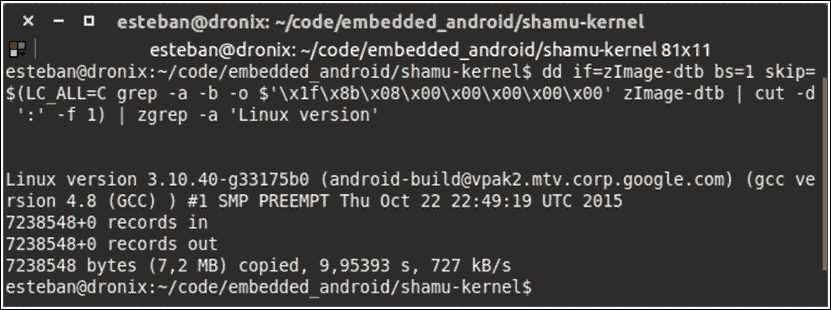 esteban@dronix: ~/code/embedded_android/shamu-kernel
esteban@dronix: ~/code/embedded_android/shamu-kernel 81x11
esteban@dronix:~/code/embedded_android/shamu-kernel$ dd if=zImage-dtb bs=1 skip=
$(LC_ALL=C grep -a -b -o $'\x1f\x8b\x08\x00\x00\x00\x00\x00' zImage-dtb | cut -d
 ':' -f 1) | zgrep -a 'Linux version'
Linux version 3.10.40-g33175b0 (android-build@vpak2.mtv.corp.google.com) (gcc ve
rsion 4.8 (GCC) ) #1 SMP PREEMPT Thu Oct 22 22:49:19 UTC 2015
7238548+0 records in
7238548+0 records out
7238548 bytes (7,2 MB) copied, 9,95393 s, 727 kB/s
esteban@dronix:~/code/embedded_android/shamu-kernel$